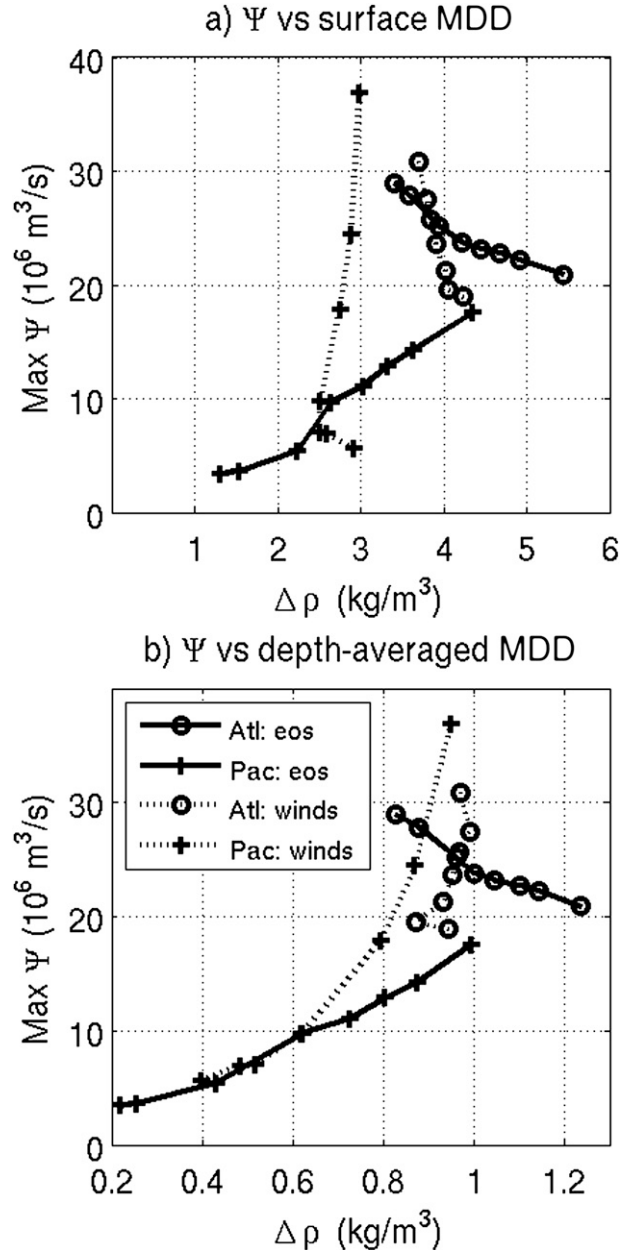 a) Ψ vs surface MDD
40
30
20
10
0
Max Ψ (10⁶ m³/s)
1 2 3 4 5 6
Δ ρ (kg/m³)
b) Ψ vs depth-averaged MDD
Atl: eos
Pac: eos
Atl: winds
Pac: winds
30
20
10
0
Max Ψ (10⁶ m³/s)
0.2 0.4 0.6 0.8 1 1.2
Δ ρ (kg/m³)